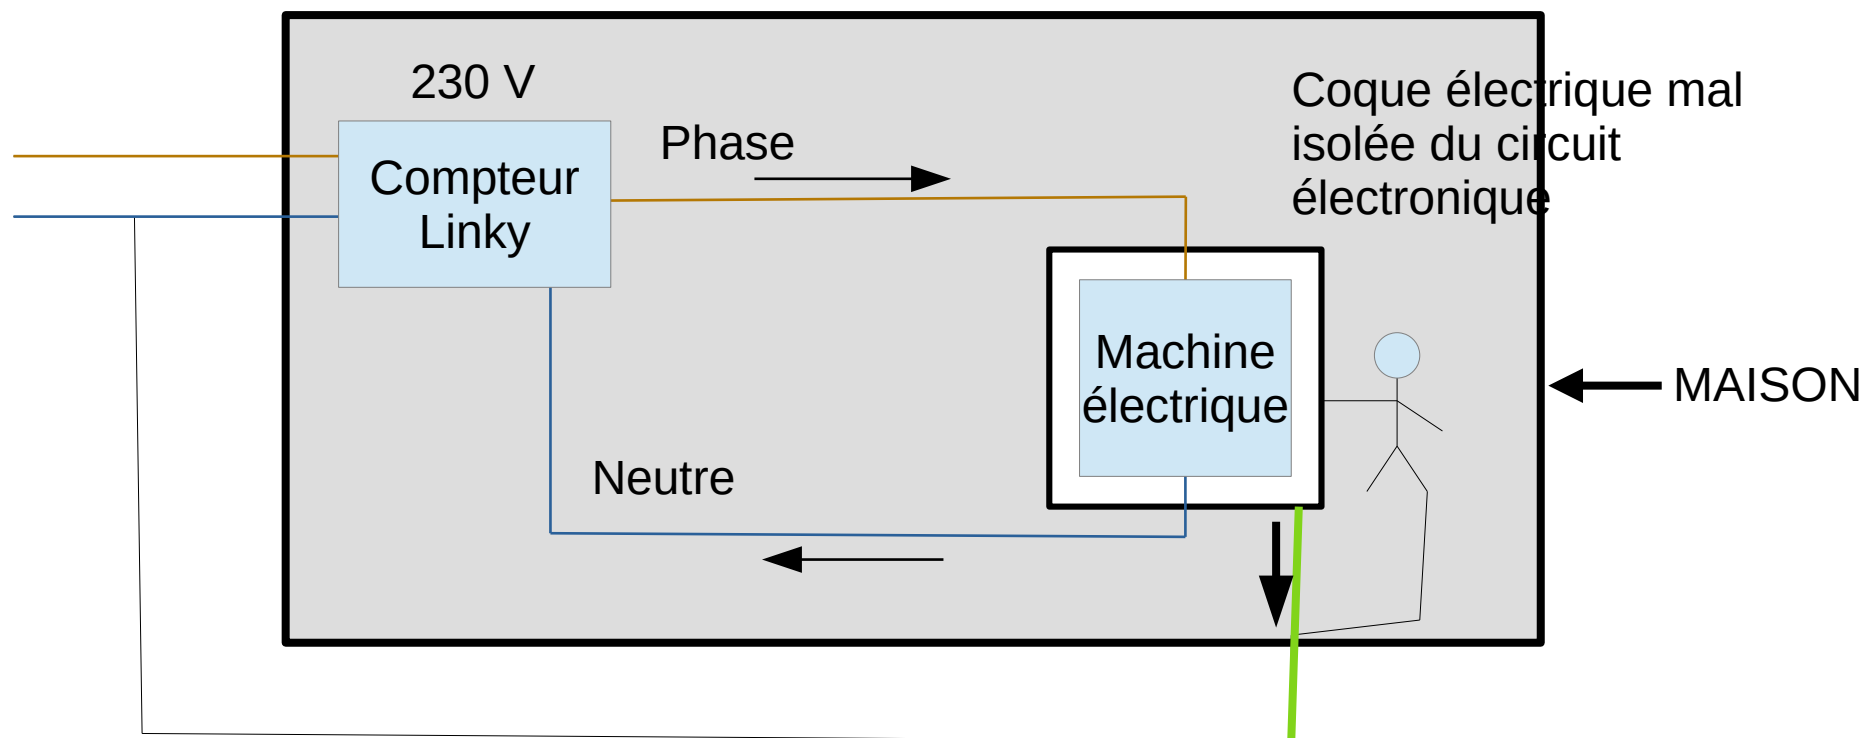 230 V
Compteur
Linky
Phase
Coque électrique mal
isolée du circuit
électronique
Machine
électrique
MAISON
Neutre